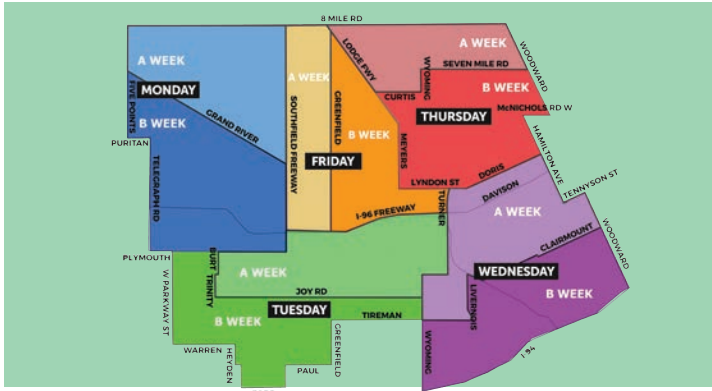 8 MILE RD
A WEEK
MONDAY
B WEEK
FIVE POINTS
GRAND RIVER
PURITAN
TELEGRAPH RD
A WEEK
SOUTHFIELD FREEWAY
GREENFIELD
B WEEK
FRIDAY
I-96 FREEWAY
LODGE FWY
A WEEK
WYOMING
SEVEN MILE RD
CURTIS
B WEEK
THURSDAY
MEYERS
McNICHOLS RD W
WOODWARD
HAMILTON AVE
LYNDON ST
DORIS
TURNER
DAVISON
TENNYSON ST
A WEEK
CLAIRMOUNT
WOODWARD
WEDNESDAY
LIVERNOIS
B WEEK
WYOMING
I-94
PLYMOUTH
BURT
TRINITY
A WEEK
JOY RD
TUESDAY
B WEEK
TIREMAN
W PARKWAY ST
WARREN
HEYDEN
PAUL
GREENFIELD